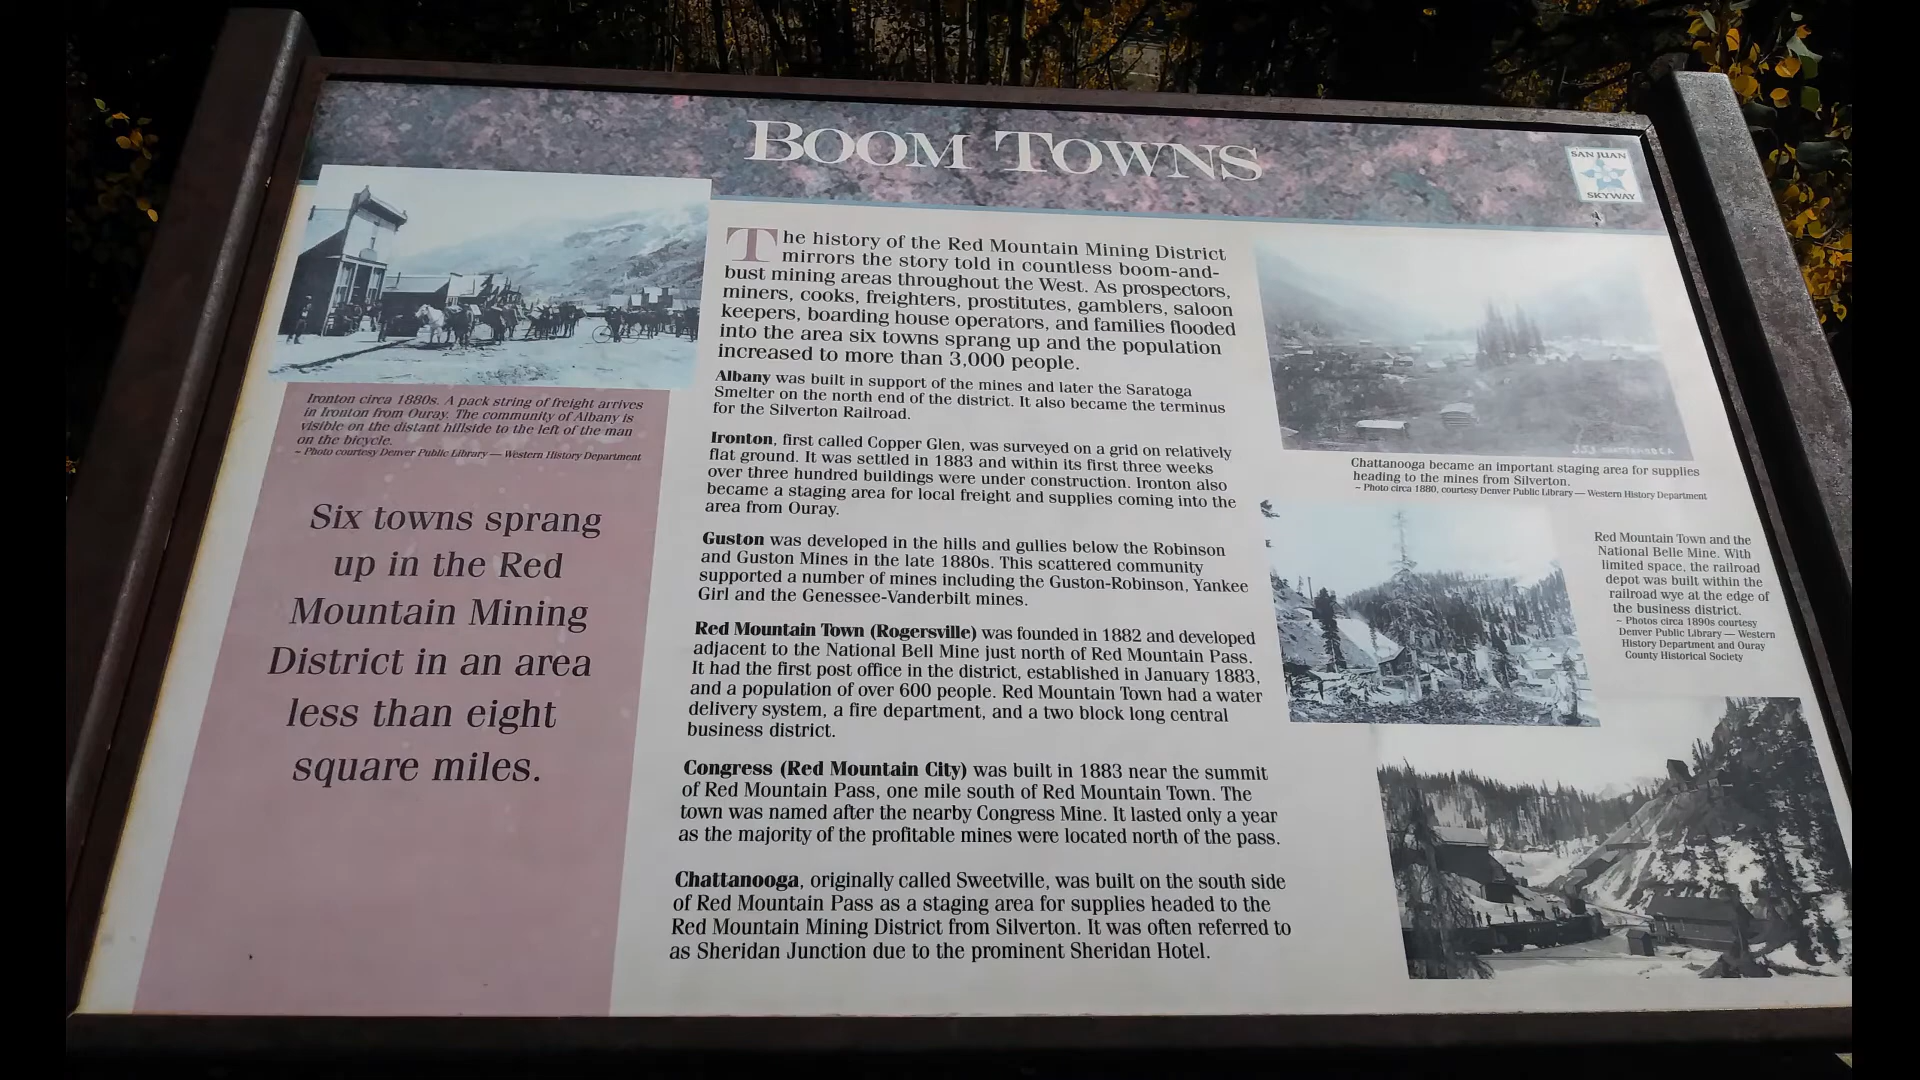 BOOM TOWNS
SAN JUAN
SKYWAY
Ironton circa 1880s. A pack string of freight arrives
in Ironton from Ouray. The community of Albany is
visible on the distant hillside to the left of the man
on the bicycle.
~ Photo courtesy Denver Public Library — Western History Department
Six towns sprang
up in the Red
Mountain Mining
District in an area
less than eight
square miles.
The history of the Red Mountain Mining District
mirrors the story told in countless boom-and-
bust mining areas throughout the West. As prospectors,
miners, cooks, freighters, prostitutes, gamblers, saloon
keepers, boarding house operators, and families flooded
into the area six towns sprang up and the population
increased to more than 3,000 people.
Albany was built in support of the mines and later the Saratoga
Smelter on the north end of the district. It also became the terminus
for the Silverton Railroad.
Ironton, first called Copper Glen, was surveyed on a grid on relatively
flat ground. It was settled in 1883 and within its first three weeks
over three hundred buildings were under construction. Ironton also
became a staging area for local freight and supplies coming into the
area from Ouray.
Guston was developed in the hills and gullies below the Robinson
and Guston Mines in the late 1880s. This scattered community
supported a number of mines including the Guston-Robinson, Yankee
Girl and the Genessee-Vanderbilt mines.
Red Mountain Town (Rogersville) was founded in 1882 and developed
adjacent to the National Bell Mine just north of Red Mountain Pass.
It had the first post office in the district, established in January 1883,
and a population of over 600 people. Red Mountain Town had a water
delivery system, a fire department, and a two block long central
business district.
Congress (Red Mountain City) was built in 1883 near the summit
of Red Mountain Pass, one mile south of Red Mountain Town. The
town was named after the nearby Congress Mine. It lasted only a year
as the majority of the profitable mines were located north of the pass.
Chattanooga, originally called Sweetville, was built on the south side
of Red Mountain Pass as a staging area for supplies headed to the
Red Mountain Mining District from Silverton. It was often referred to
as Sheridan Junction due to the prominent Sheridan Hotel.
333 CHATTANOOGA
Chattanooga became an important staging area for supplies
heading to the mines from Silverton.
~ Photo circa 1880, courtesy Denver Public Library — Western History Department
Red Mountain Town and the
National Belle Mine. With
limited space, the railroad
depot was built within the
railroad wye at the edge of
the business district.
~ Photos circa 1890s courtesy
Denver Public Library — Western
History Department and Ouray
County Historical Society